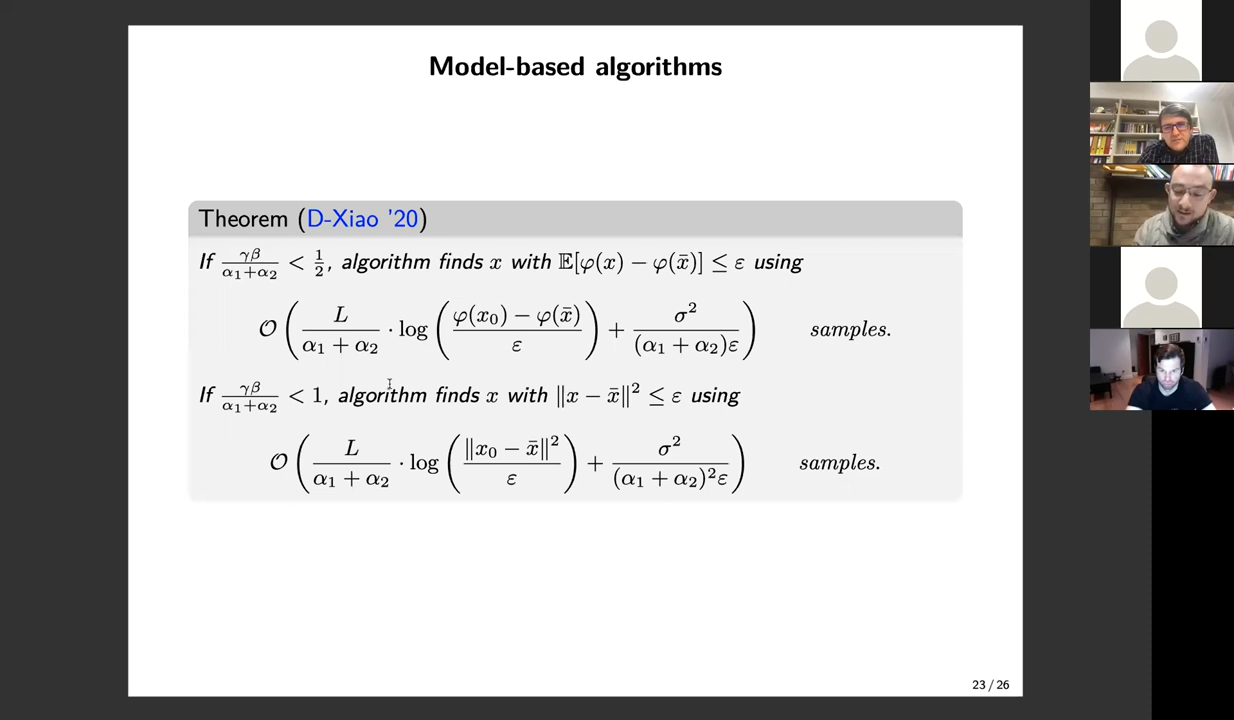 Model-based algorithms
Theorem (D-Xiao '20)
If γβ/(α₁+α₂) < 1/2, algorithm finds x with 𝔼[φ(x) − φ(x̄)] ≤ ε using
𝒪( L/(α₁ + α₂) · log( (φ(x₀) − φ(x̄))/ε ) + σ²/((α₁ + α₂)ε) ) samples.
If γβ/(α₁+α₂) < 1, algorithm finds x with ‖x − x̄‖² ≤ ε using
𝒪( L/(α₁ + α₂) · log( ‖x₀ − x̄‖²/ε ) + σ²/((α₁ + α₂)²ε) ) samples.
23 / 26